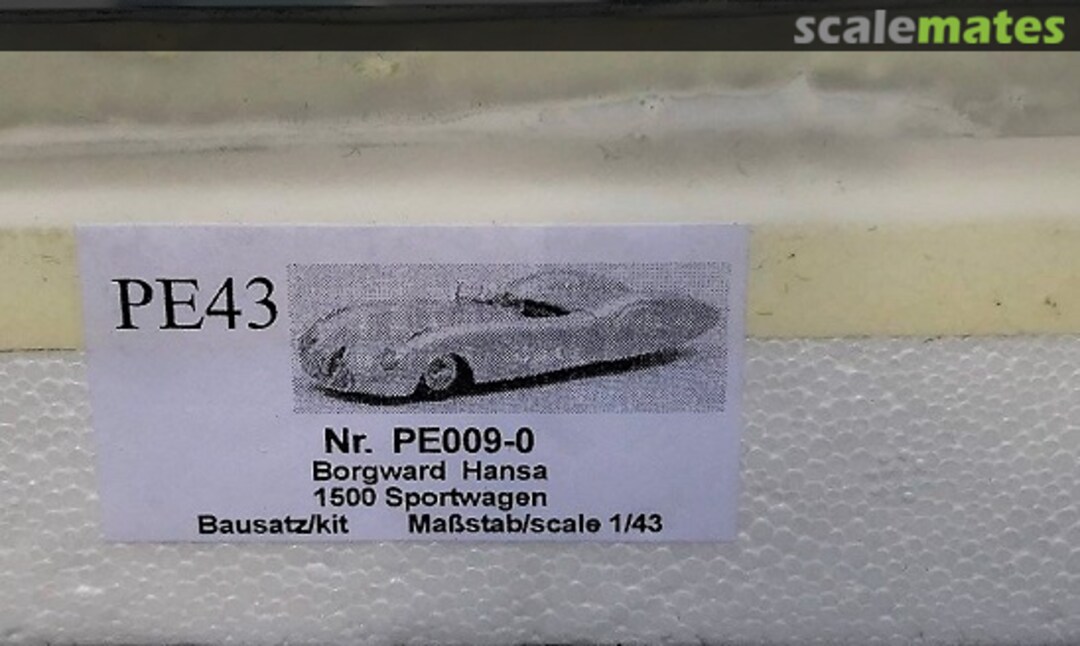 scalemates
PE43
Nr. PE009-0
Borgward Hansa
1500 Sportwagen
Bausatz/kit Maßstab/scale 1/43